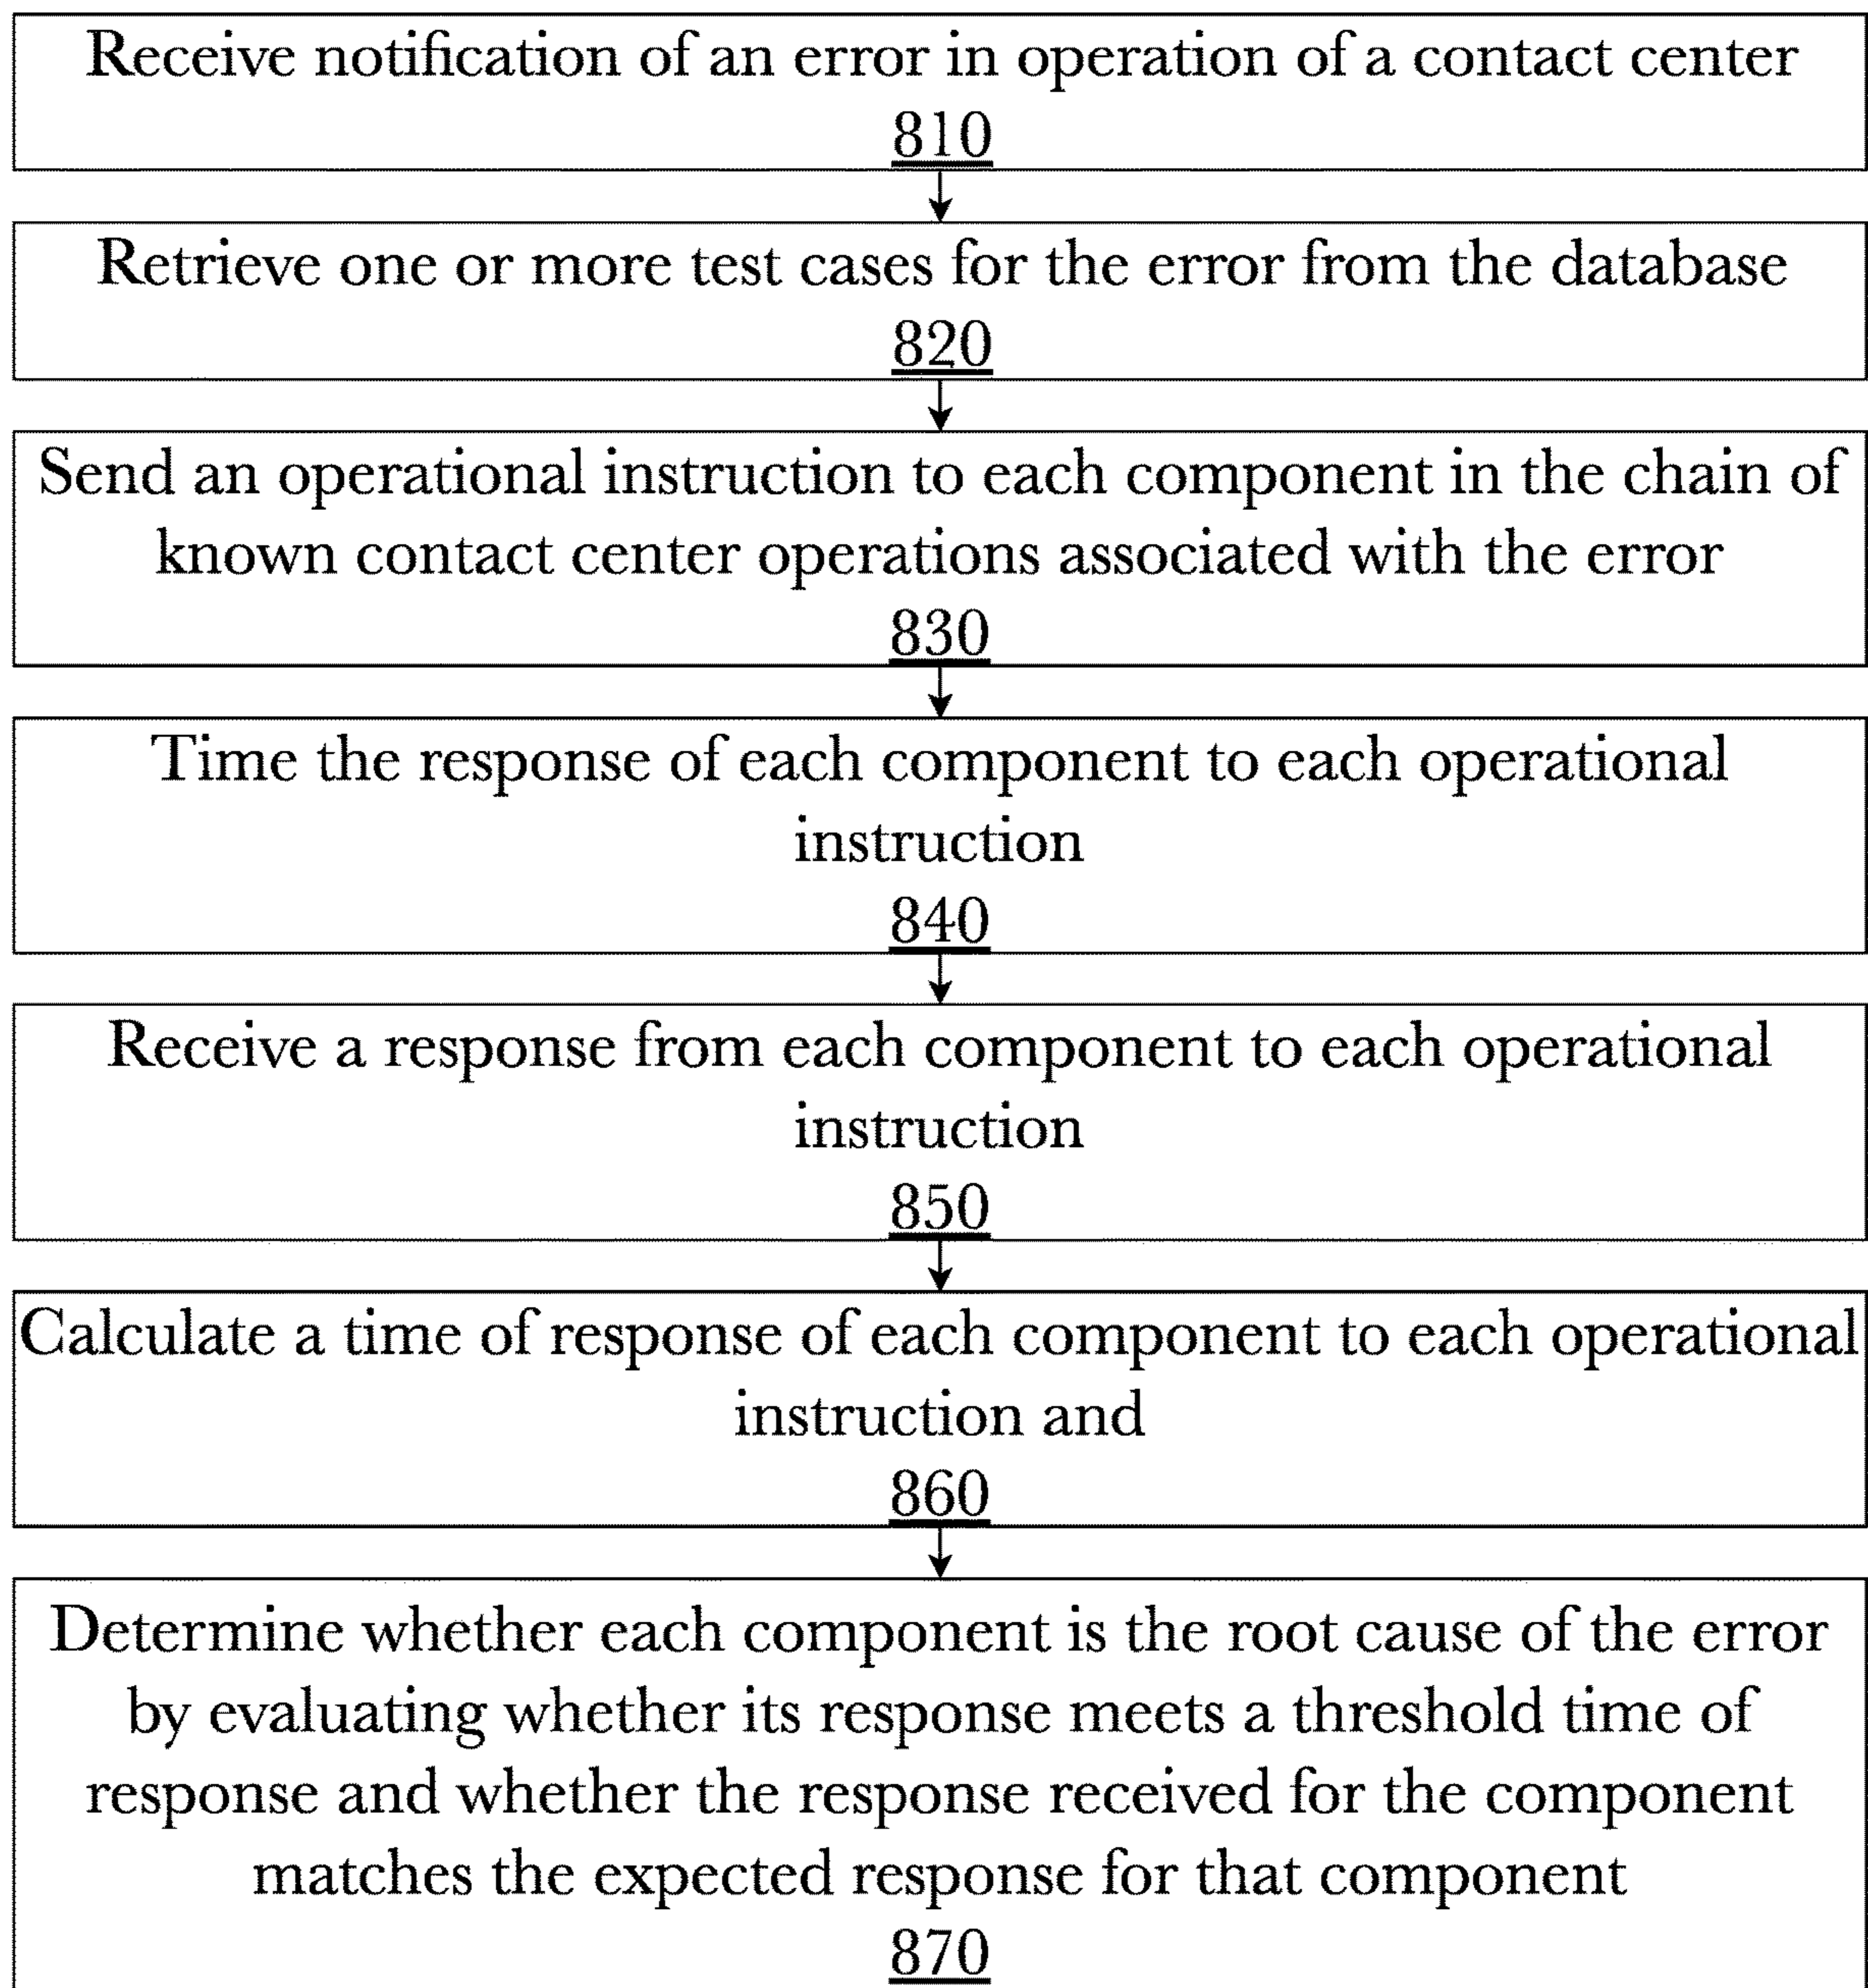 Receive notification of an error in operation of a contact center
810
Retrieve one or more test cases for the error from the database
820
Send an operational instruction to each component in the chain of
known contact center operations associated with the error
830
Time the response of each component to each operational
instruction
840
Receive a response from each component to each operational
instruction
850
Calculate a time of response of each component to each operational
instruction and
860
Determine whether each component is the root cause of the error
by evaluating whether its response meets a threshold time of
response and whether the response received for the component
matches the expected response for that component
870